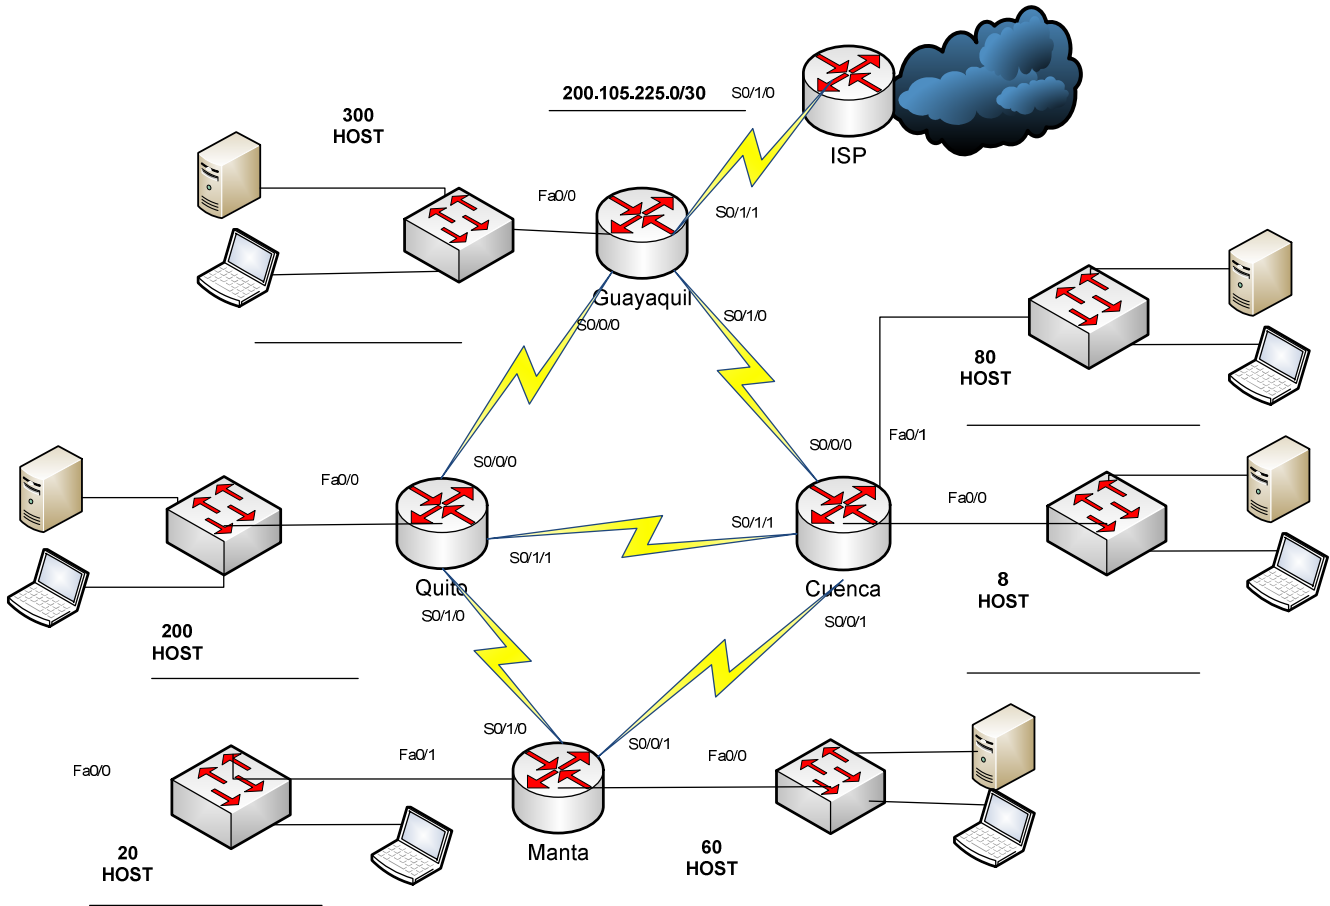 200.105.225.0/30
S0/1/0
ISP
300
HOST
Fa0/0
S0/1/1
Guayaquil
S0/0/0
S0/1/0
80
HOST
Fa0/1
S0/0/0
S0/0/0
Fa0/0
Fa0/0
S0/1/1
S0/1/1
Quito
Cuenca
8
HOST
S0/1/0
S0/0/1
200
HOST
S0/1/0
S0/0/1
Fa0/1
Fa0/0
Fa0/0
Manta
20
HOST
60
HOST